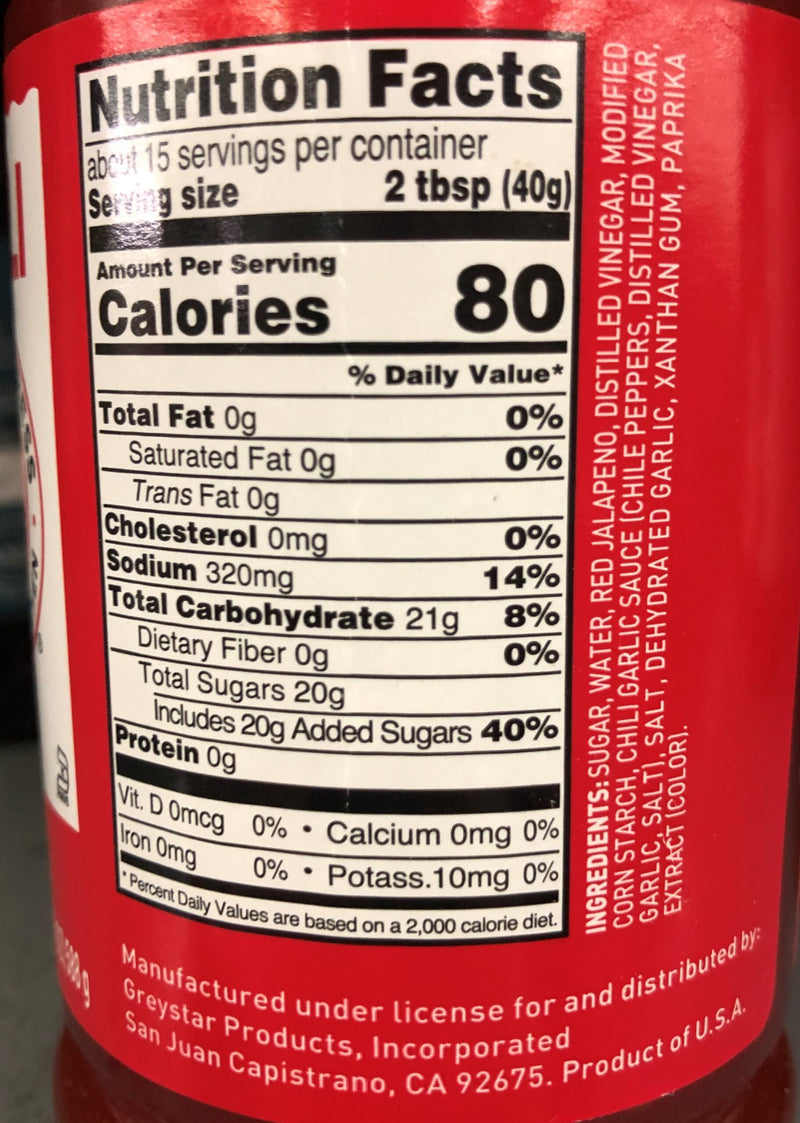 Nutrition Facts
about 15 servings per container
Serving size 2 tbsp (40g)
Amount Per Serving
Calories 80
% Daily Value*
Total Fat 0g 0%
Saturated Fat 0g 0%
Trans Fat 0g
Cholesterol 0mg 0%
Sodium 320mg 14%
Total Carbohydrate 21g 8%
Dietary Fiber 0g 0%
Total Sugars 20g
Includes 20g Added Sugars 40%
Protein 0g
Vit. D 0mcg 0% • Calcium 0mg 0%
Iron 0mg 0% • Potass.10mg 0%
* Percent Daily Values are based on a 2,000 calorie diet.
INGREDIENTS: SUGAR, WATER, RED JALAPENO, DISTILLED VINEGAR, MODIFIED
CORN STARCH, CHILI GARLIC SAUCE (CHILE PEPPERS, DISTILLED VINEGAR,
GARLIC, SALT), SALT, DEHYDRATED GARLIC, XANTHAN GUM, PAPRIKA
EXTRACT (COLOR).
Manufactured under license for and distributed by:
Greystar Products, Incorporated
San Juan Capistrano, CA 92675. Product of U.S.A.